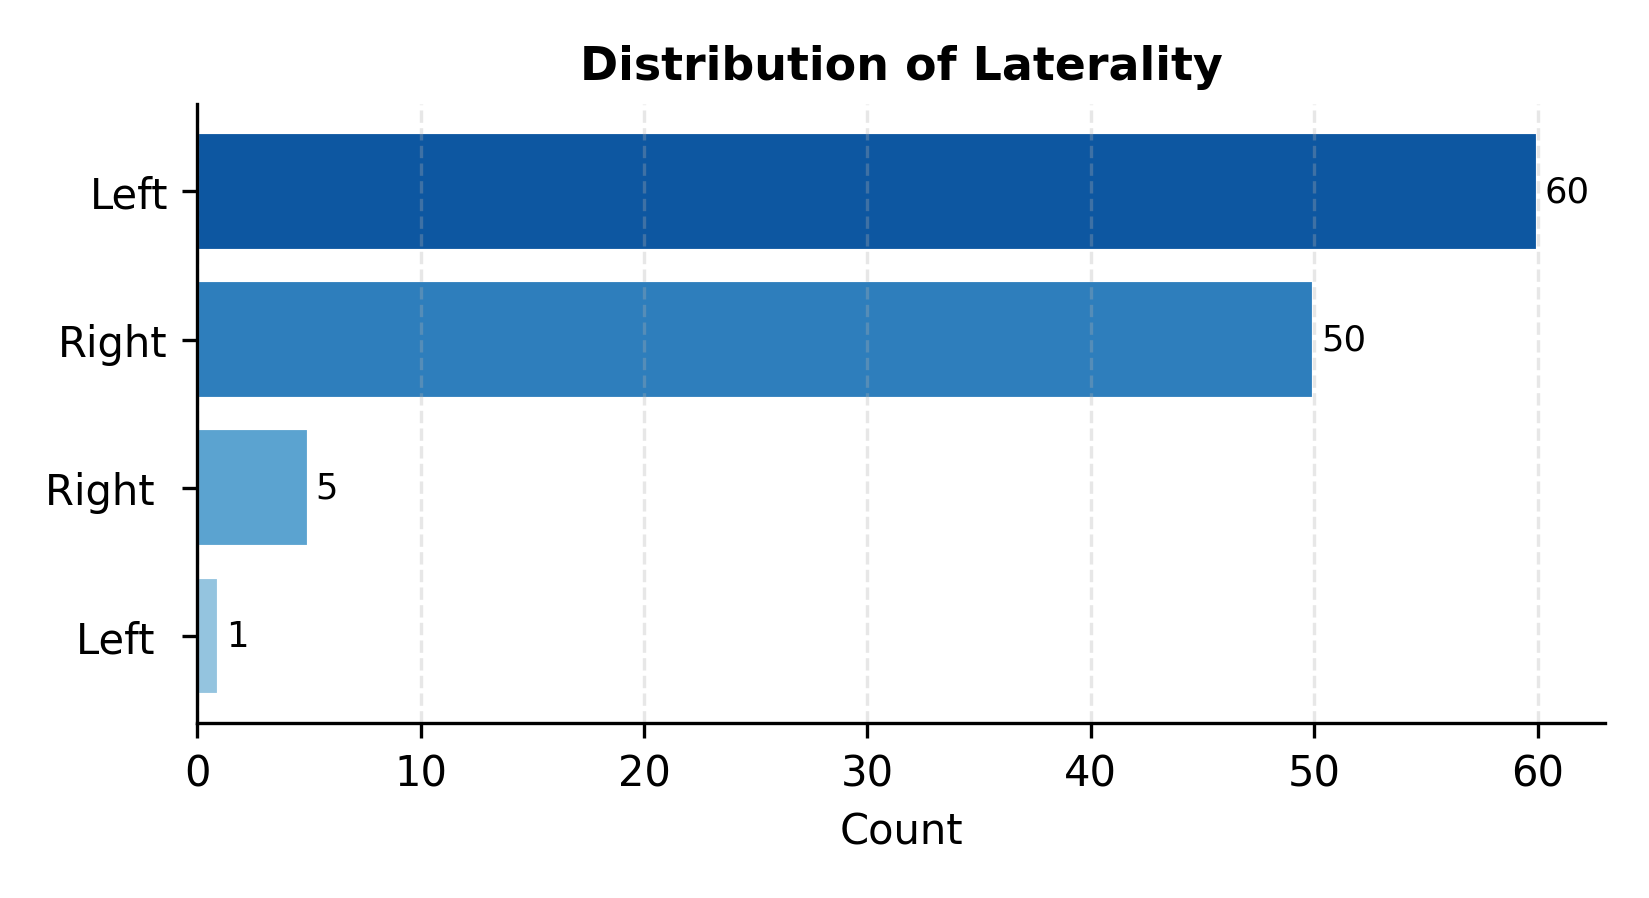 Distribution of Laterality
Left 60
Right 50
Right 5
Left 1
0 10 20 30 40 50 60
Count